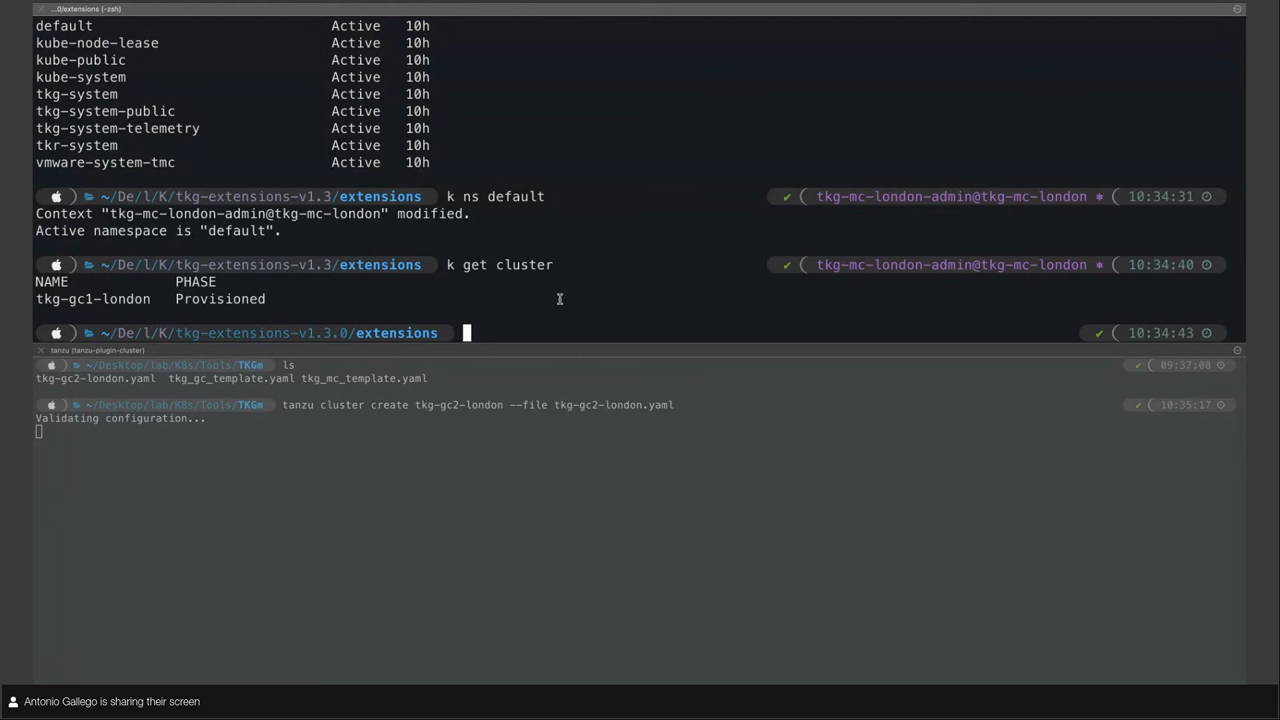 ...0/extensions (-zsh)
default Active 10h
kube-node-lease Active 10h
kube-public Active 10h
kube-system Active 10h
tkg-system Active 10h
tkg-system-public Active 10h
tkg-system-telemetry Active 10h
tkr-system Active 10h
vmware-system-tmc Active 10h
~/De/l/K/tkg-extensions-v1.3/extensions k ns default ✔ tkg-mc-london-admin@tkg-mc-london ✱ 10:34:31
Context "tkg-mc-london-admin@tkg-mc-london" modified.
Active namespace is "default".
~/De/l/K/tkg-extensions-v1.3/extensions k get cluster ✔ tkg-mc-london-admin@tkg-mc-london ✱ 10:34:40
NAME PHASE
tkg-gc1-london Provisioned
~/De/l/K/tkg-extensions-v1.3.0/extensions ✔ 10:34:43
tanzu (tanzu-plugin-cluster)
~/Desktop/lab/K8s/Tools/TKGm ls ✔ 09:37:08
tkg-gc2-london.yaml tkg_gc_template.yaml tkg_mc_template.yaml
~/Desktop/lab/K8s/Tools/TKGm tanzu cluster create tkg-gc2-london --file tkg-gc2-london.yaml ✔ 10:35:17
Validating configuration...
Antonio Gallego is sharing their screen